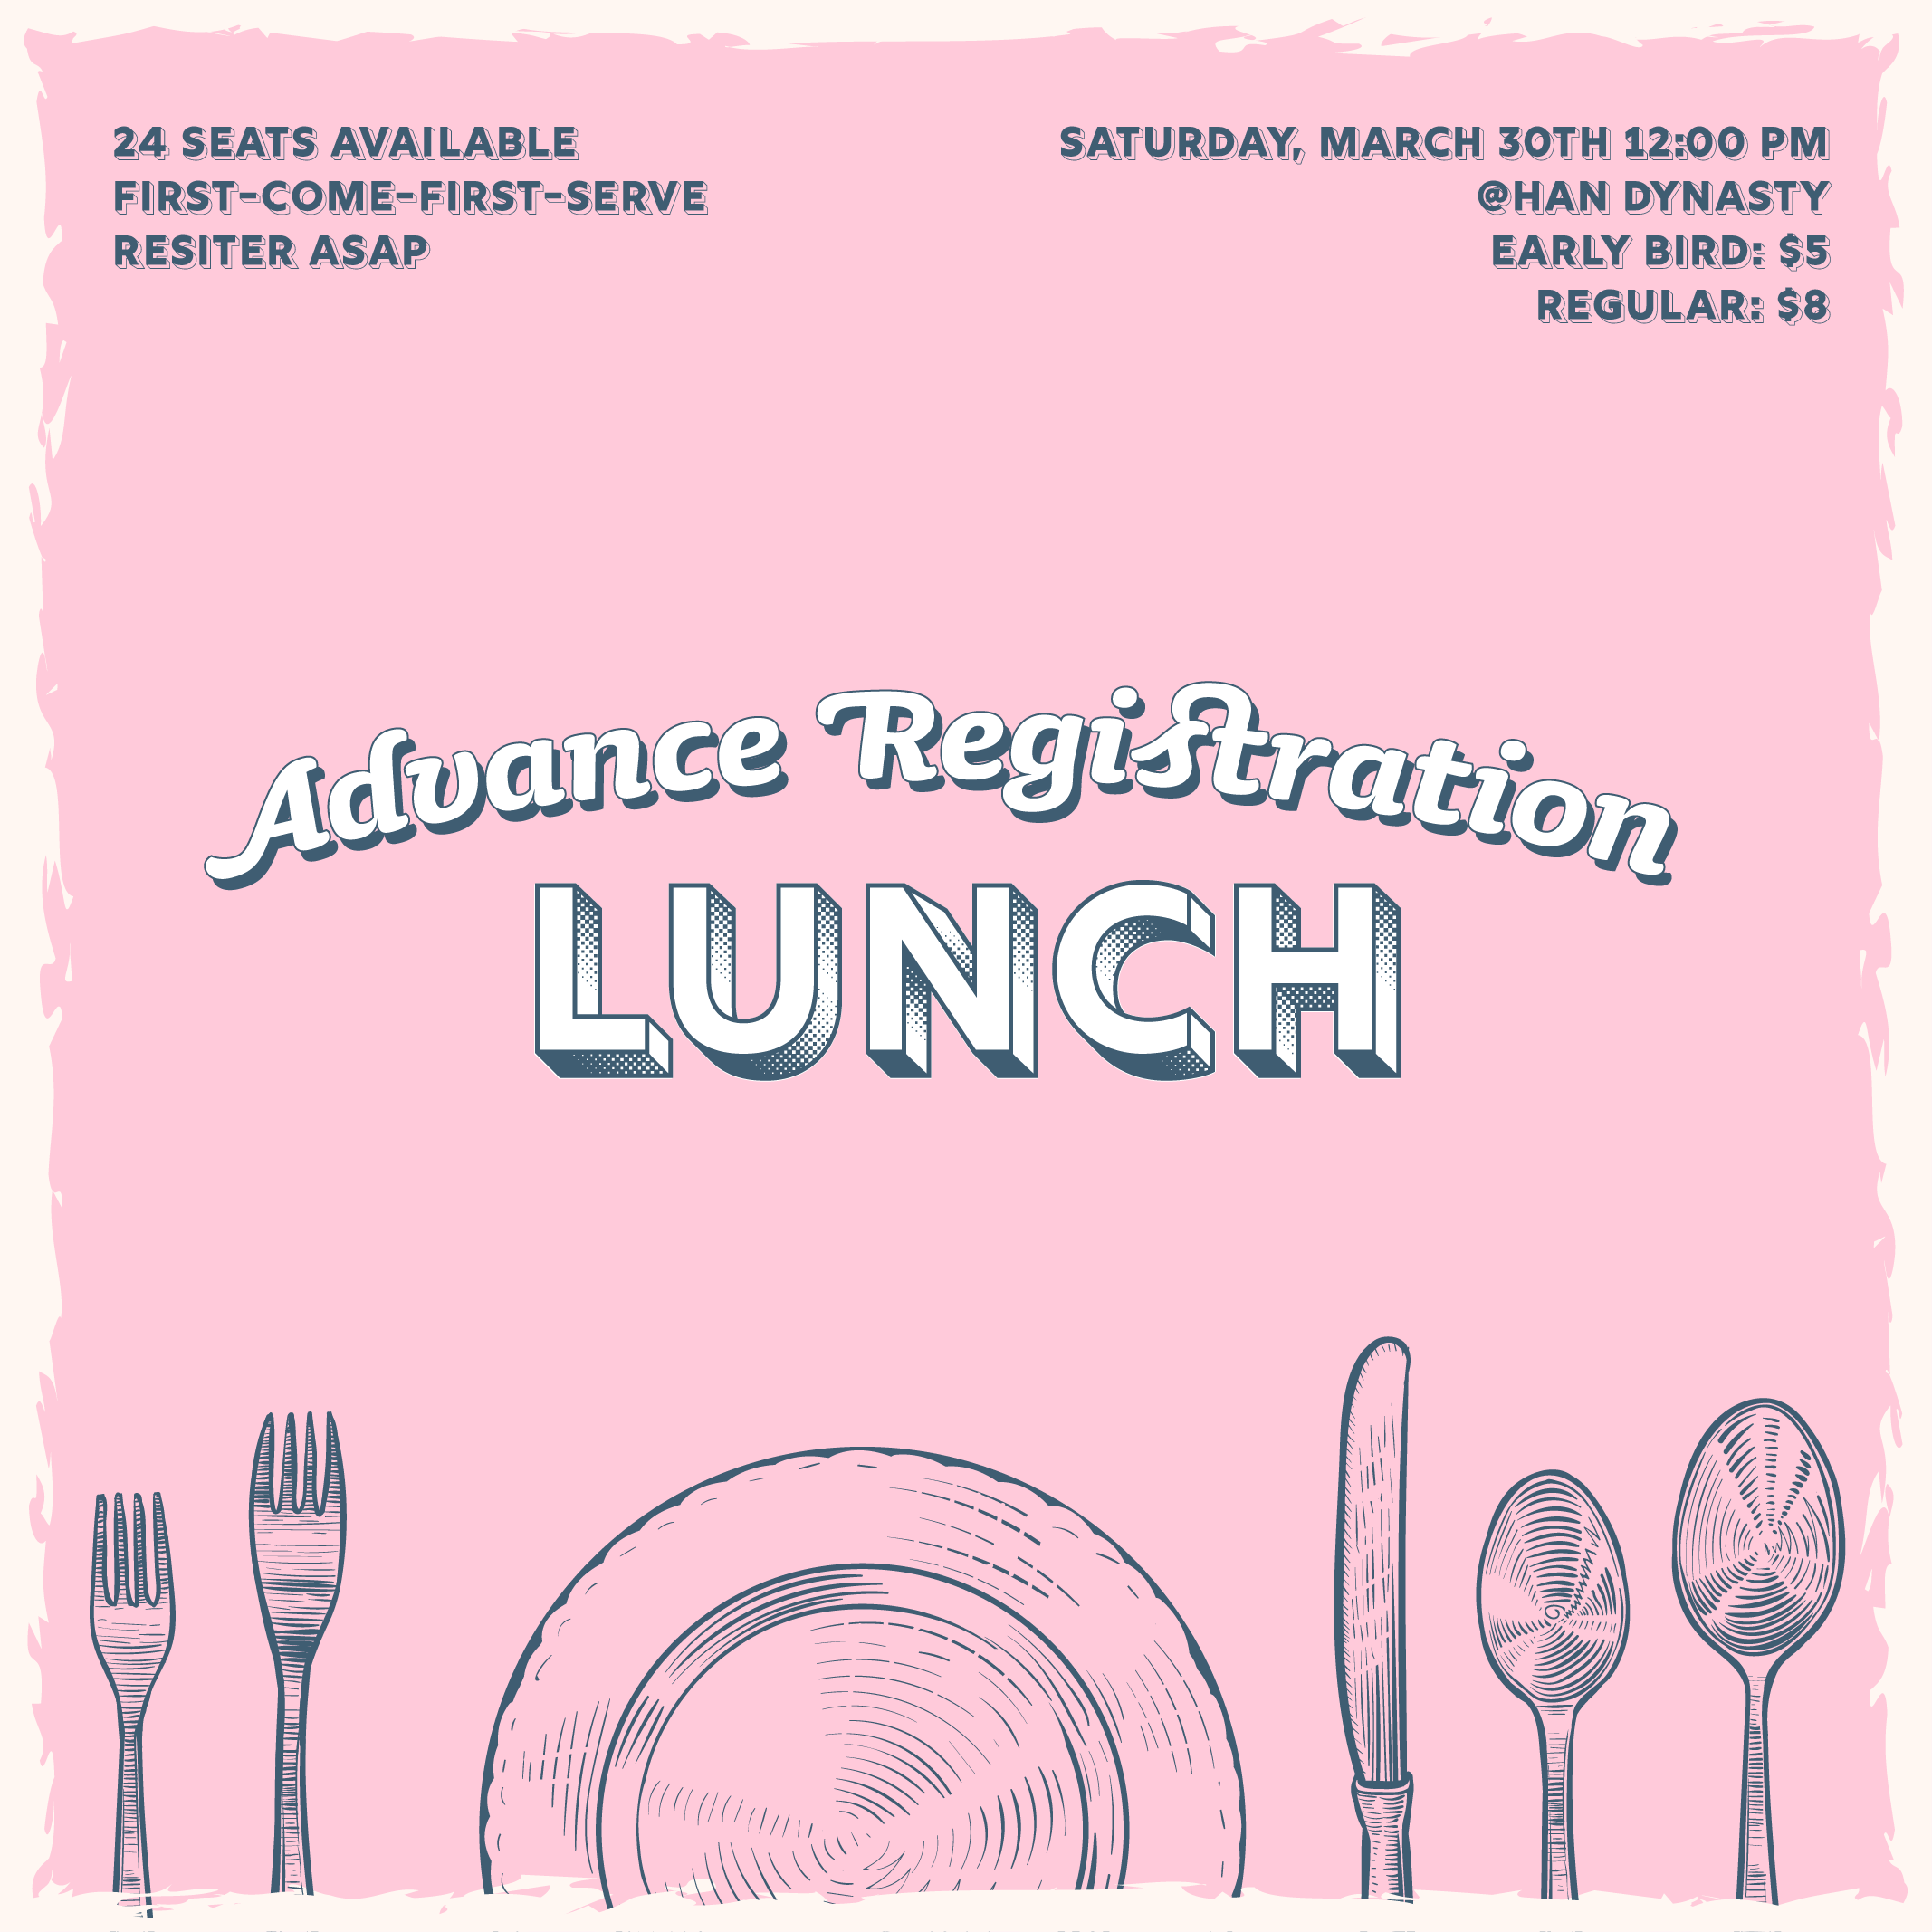 24 SEATS AVAILABLE
FIRST-COME-FIRST-SERVE
RESITER ASAP
SATURDAY, MARCH 30TH 12:00 PM
@HAN DYNASTY
EARLY BIRD: $5
REGULAR: $8
Advance Registration
LUNCH